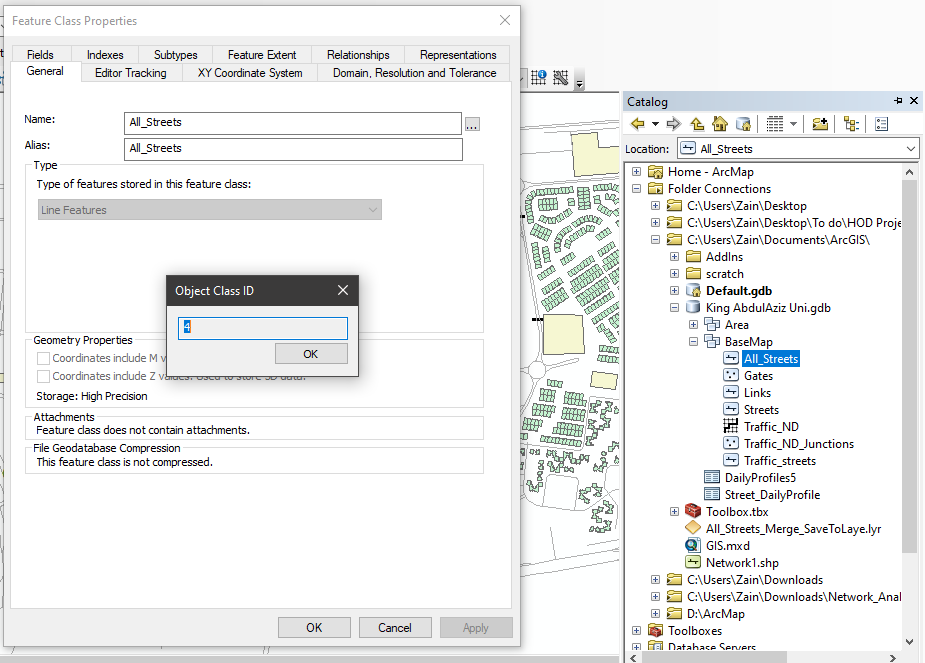 Feature Class Properties
Fields
Indexes
Subtypes
Feature Extent
Relationships
Representations
General
Editor Tracking
XY Coordinate System
Domain, Resolution and Tolerance
Name:
All_Streets
...
Alias:
All_Streets
Type
Type of features stored in this feature class:
Line Features
Object Class ID
4
OK
Geometry Properties
Coordinates include M v
Coordinates include Z values. Used to store 3D data.
Storage: High Precision
Attachments
Feature class does not contain attachments.
File Geodatabase Compression
This feature class is not compressed.
OK
Cancel
Apply
Catalog
Location:
All_Streets
Home - ArcMap
Folder Connections
C:\Users\Zain\Desktop
C:\Users\Zain\Desktop\To do\HOD Proje
C:\Users\Zain\Documents\ArcGIS\
AddIns
scratch
Default.gdb
King AbdulAziz Uni.gdb
Area
BaseMap
All_Streets
Gates
Links
Streets
Traffic_ND
Traffic_ND_Junctions
Traffic_streets
DailyProfiles5
Street_DailyProfile
Toolbox.tbx
All_Streets_Merge_SaveToLaye.lyr
GIS.mxd
Network1.shp
C:\Users\Zain\Downloads
C:\Users\Zain\Downloads\Network_Anal
D:\ArcMap
Toolboxes
Database Servers